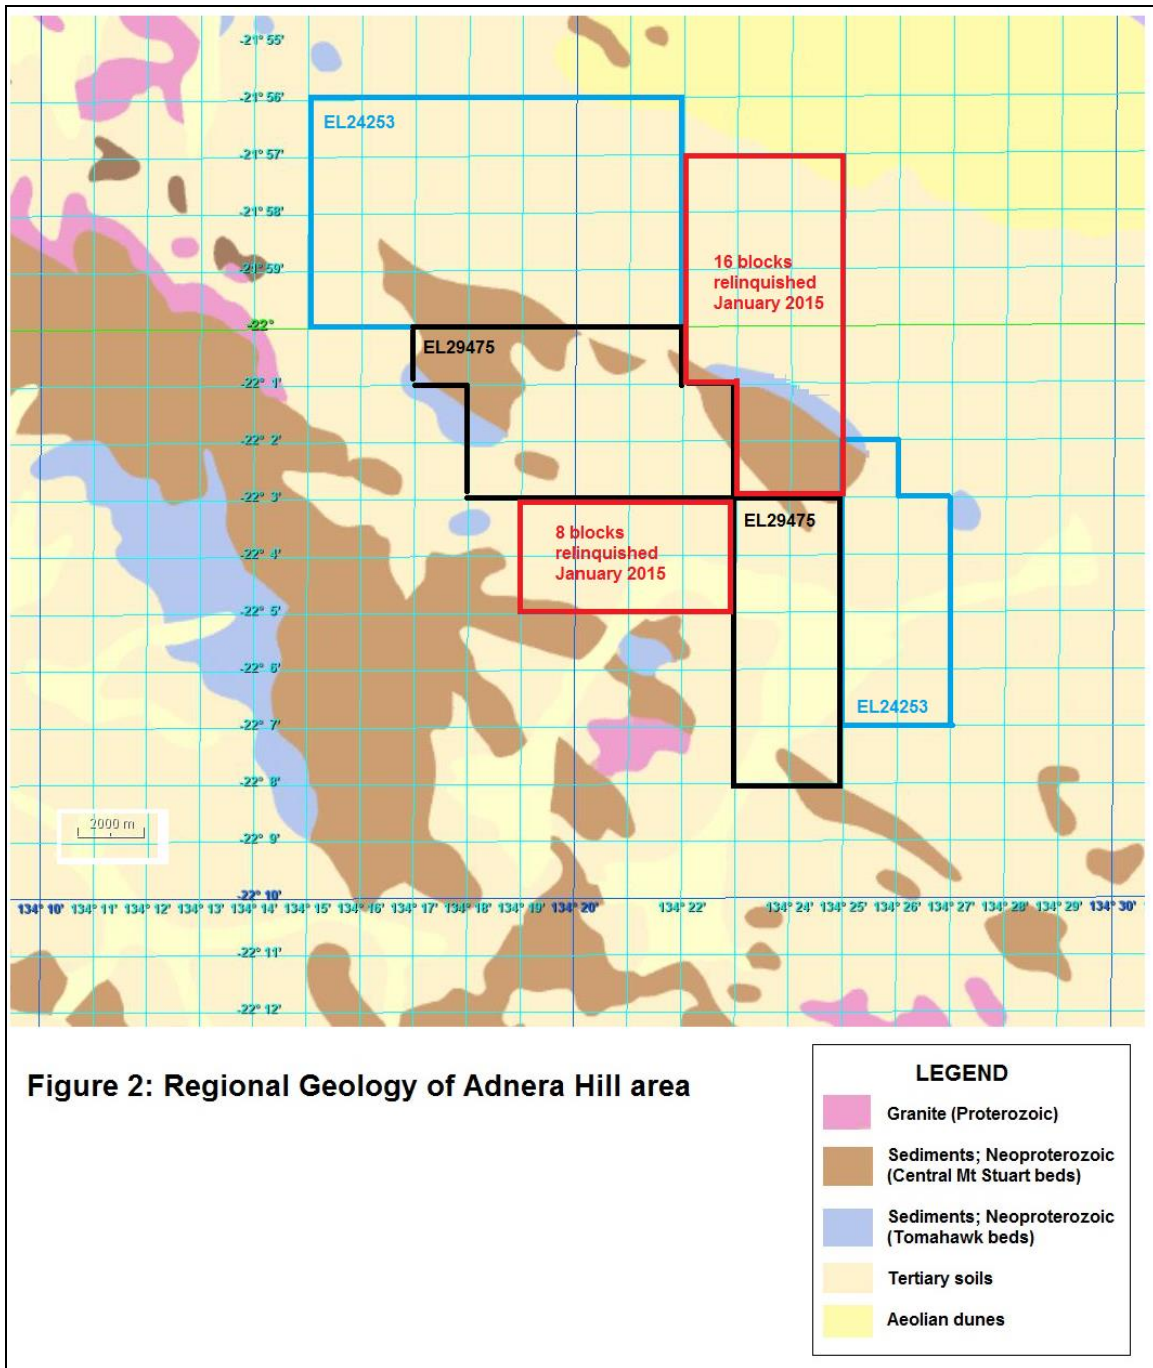 -21° 55'
-21° 56'
EL24253
-21° 57'
-21° 58'
-21° 59'
16 blocks
relinquished
January 2015
-22°
EL29475
-22° 1'
-22° 2'
-22° 3'
EL29475
8 blocks
relinquished
January 2015
-22° 4'
-22° 5'
-22° 6'
EL24253
-22° 7'
-22° 8'
2000 m
-22° 9'
-22° 10'
134° 10' 134° 11' 134° 12' 134° 13' 134° 14' 134° 15' 134° 16' 134° 17' 134° 18' 134° 19' 134° 20' 134° 22' 134° 24' 134° 25' 134° 26' 134° 27' 134° 28' 134° 29' 134° 30'
-22° 11'
-22° 12'
Figure 2: Regional Geology of Adnera Hill area
LEGEND
Granite (Proterozoic)
Sediments; Neoproterozoic
(Central Mt Stuart beds)
Sediments; Neoproterozoic
(Tomahawk beds)
Tertiary soils
Aeolian dunes